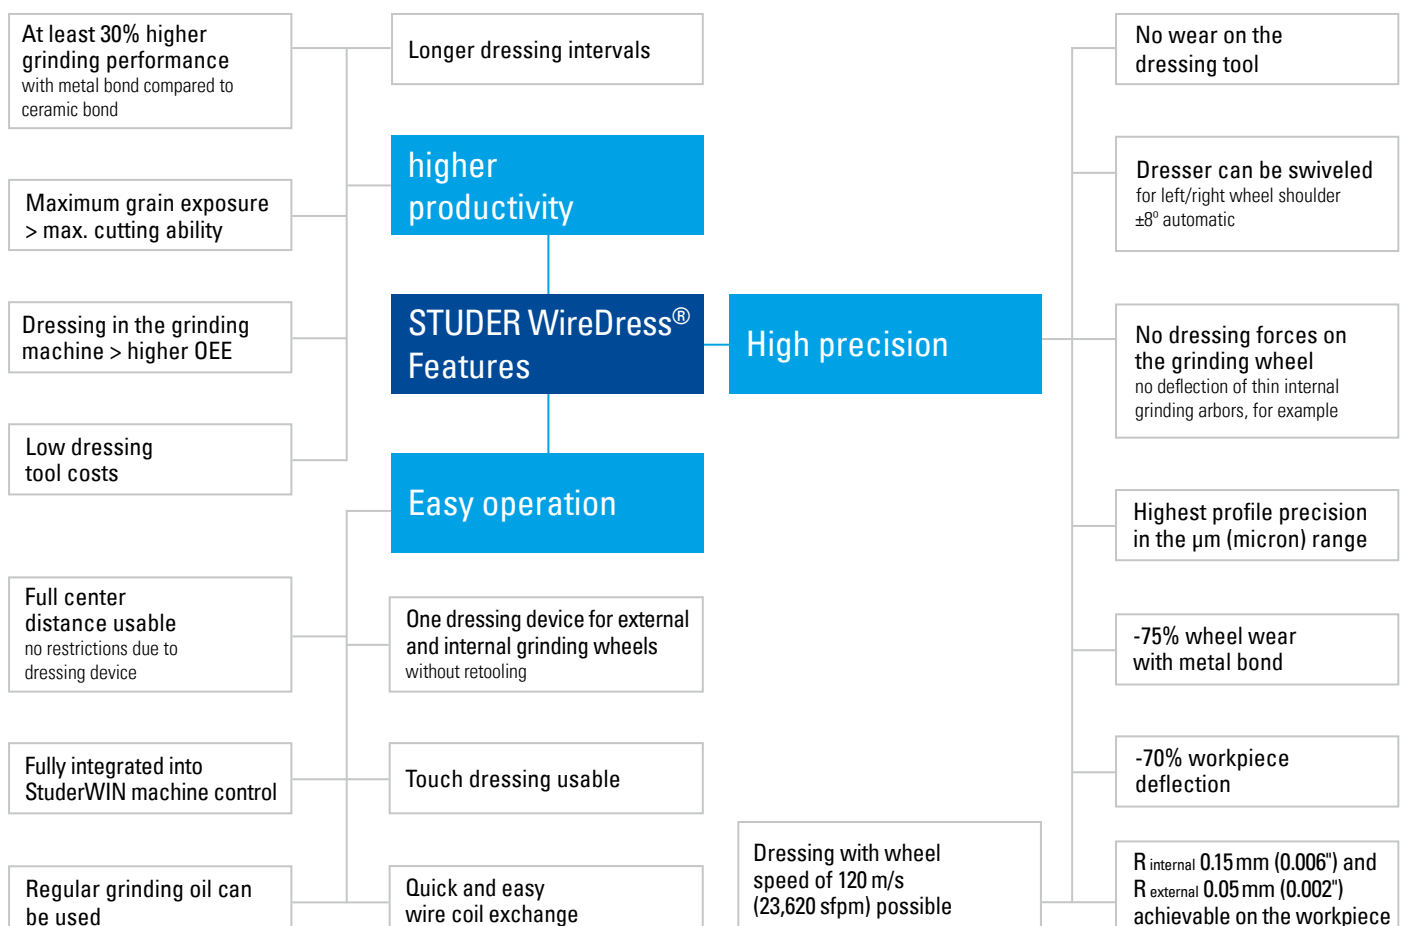 At least 30% higher
grinding performance
with metal bond compared to
ceramic bond
Longer dressing intervals
Maximum grain exposure
> max. cutting ability
higher
productivity
Dressing in the grinding
machine > higher OEE
Low dressing
tool costs
STUDER WireDress®
Features
High precision
Easy operation
Full center
distance usable
no restrictions due to
dressing device
One dressing device for external
and internal grinding wheels
without retooling
Fully integrated into
StuderWIN machine control
Touch dressing usable
Regular grinding oil can
be used
Quick and easy
wire coil exchange
No wear on the
dressing tool
Dresser can be swiveled
for left/right wheel shoulder
±8º automatic
No dressing forces on
the grinding wheel
no deflection of thin internal
grinding arbors, for example
Highest profile precision
in the µm (micron) range
-75% wheel wear
with metal bond
-70% workpiece
deflection
Dressing with wheel
speed of 120 m/s
(23,620 sfpm) possible
R internal 0.15 mm (0.006") and
R external 0.05 mm (0.002")
achievable on the workpiece